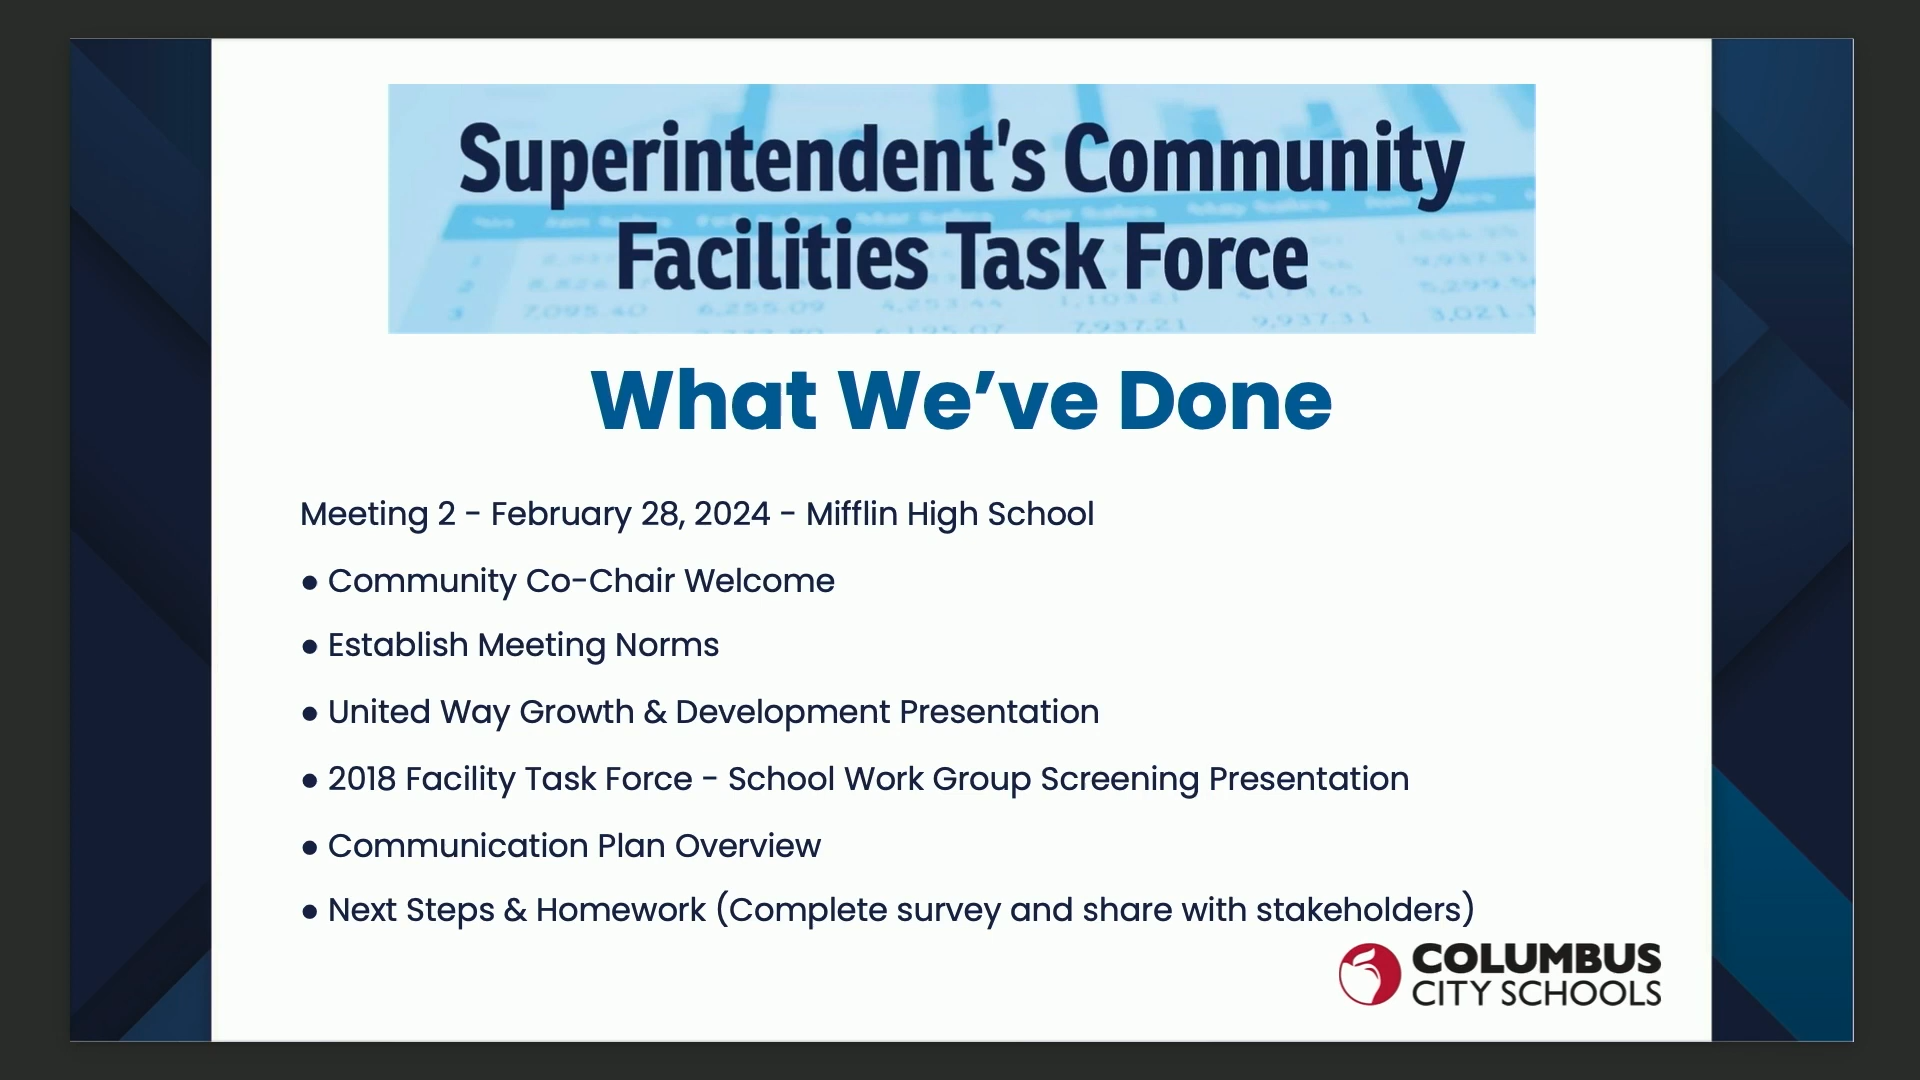 Superintendent's Community
Facilities Task Force
What We’ve Done
Meeting 2 - February 28, 2024 - Mifflin High School
● Community Co-Chair Welcome
● Establish Meeting Norms
● United Way Growth & Development Presentation
● 2018 Facility Task Force - School Work Group Screening Presentation
● Communication Plan Overview
● Next Steps & Homework (Complete survey and share with stakeholders)
COLUMBUS
CITY SCHOOLS